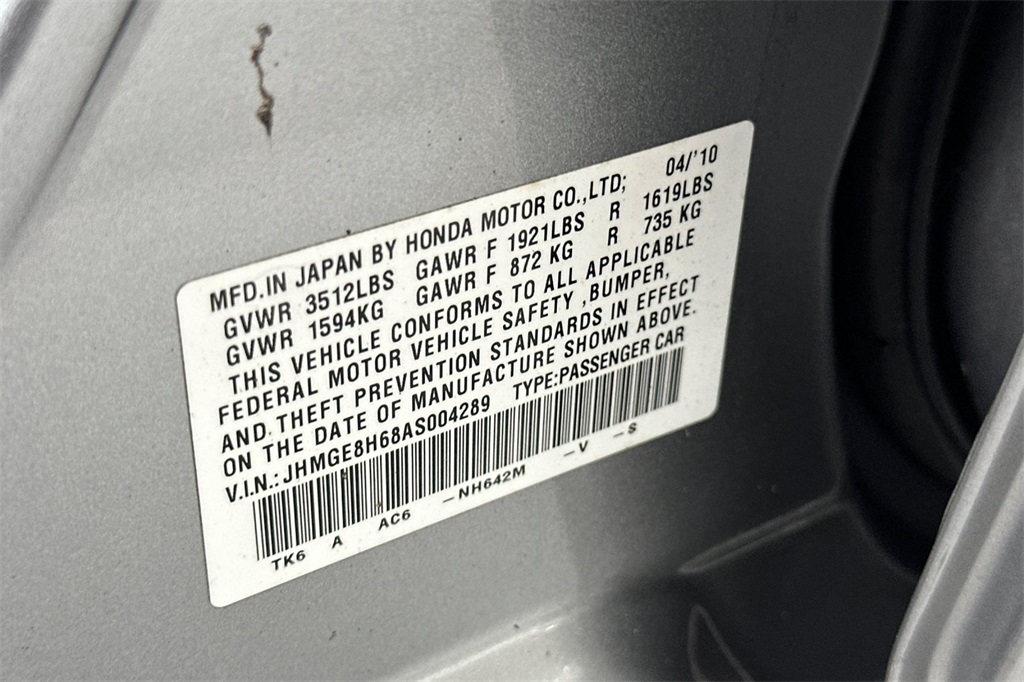 MFD.IN JAPAN BY HONDA MOTOR CO.,LTD; 04/'10
GVWR 3512LBS GAWR F 1921LBS R 1619LBS
GVWR 1594KG GAWR F 872 KG R 735 KG
THIS VEHICLE CONFORMS TO ALL APPLICABLE
FEDERAL MOTOR VEHICLE SAFETY ,BUMPER,
AND THEFT PREVENTION STANDARDS IN EFFECT
ON THE DATE OF MANUFACTURE SHOWN ABOVE.
V.I.N.: JHMGE8H68AS004289 TYPE:PASSENGER CAR
TK6 A AC6 -NH642M -V -S